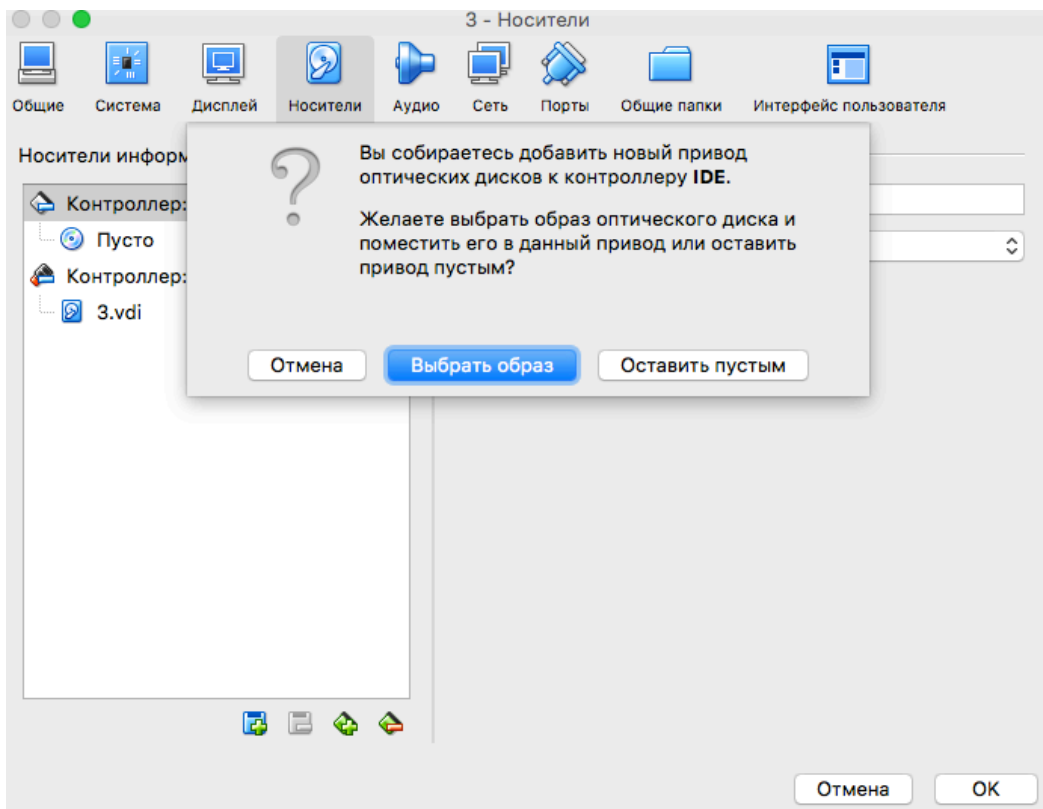 3 - Носители
Общие Система Дисплей Носители Аудио Сеть Порты Общие папки Интерфейс пользователя
Носители информ
Контроллер:
Пусто
Контроллер:
3.vdi
Вы собираетесь добавить новый привод
оптических дисков к контроллеру IDE.
Желаете выбрать образ оптического диска и
поместить его в данный привод или оставить
привод пустым?
Отмена Выбрать образ Оставить пустым
Отмена OK